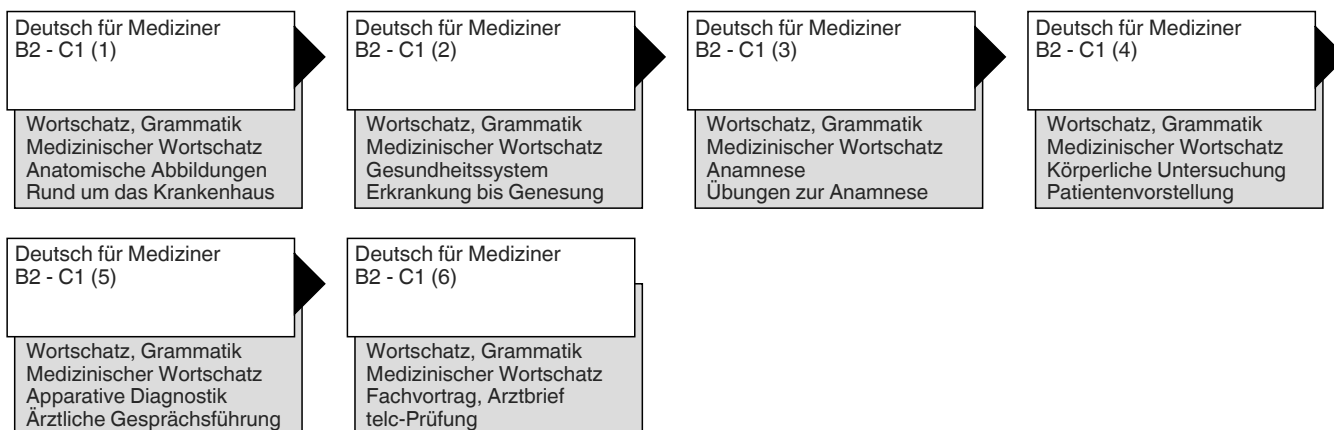 Deutsch für Mediziner
B2 - C1 (1)
Wortschatz, Grammatik
Medizinischer Wortschatz
Anatomische Abbildungen
Rund um das Krankenhaus
Deutsch für Mediziner
B2 - C1 (2)
Wortschatz, Grammatik
Medizinischer Wortschatz
Gesundheitssystem
Erkrankung bis Genesung
Deutsch für Mediziner
B2 - C1 (3)
Wortschatz, Grammatik
Medizinischer Wortschatz
Anamnese
Übungen zur Anamnese
Deutsch für Mediziner
B2 - C1 (4)
Wortschatz, Grammatik
Medizinischer Wortschatz
Körperliche Untersuchung
Patientenvorstellung
Deutsch für Mediziner
B2 - C1 (5)
Wortschatz, Grammatik
Medizinischer Wortschatz
Apparative Diagnostik
Ärztliche Gesprächsführung
Deutsch für Mediziner
B2 - C1 (6)
Wortschatz, Grammatik
Medizinischer Wortschatz
Fachvortrag, Arztbrief
telc-Prüfung